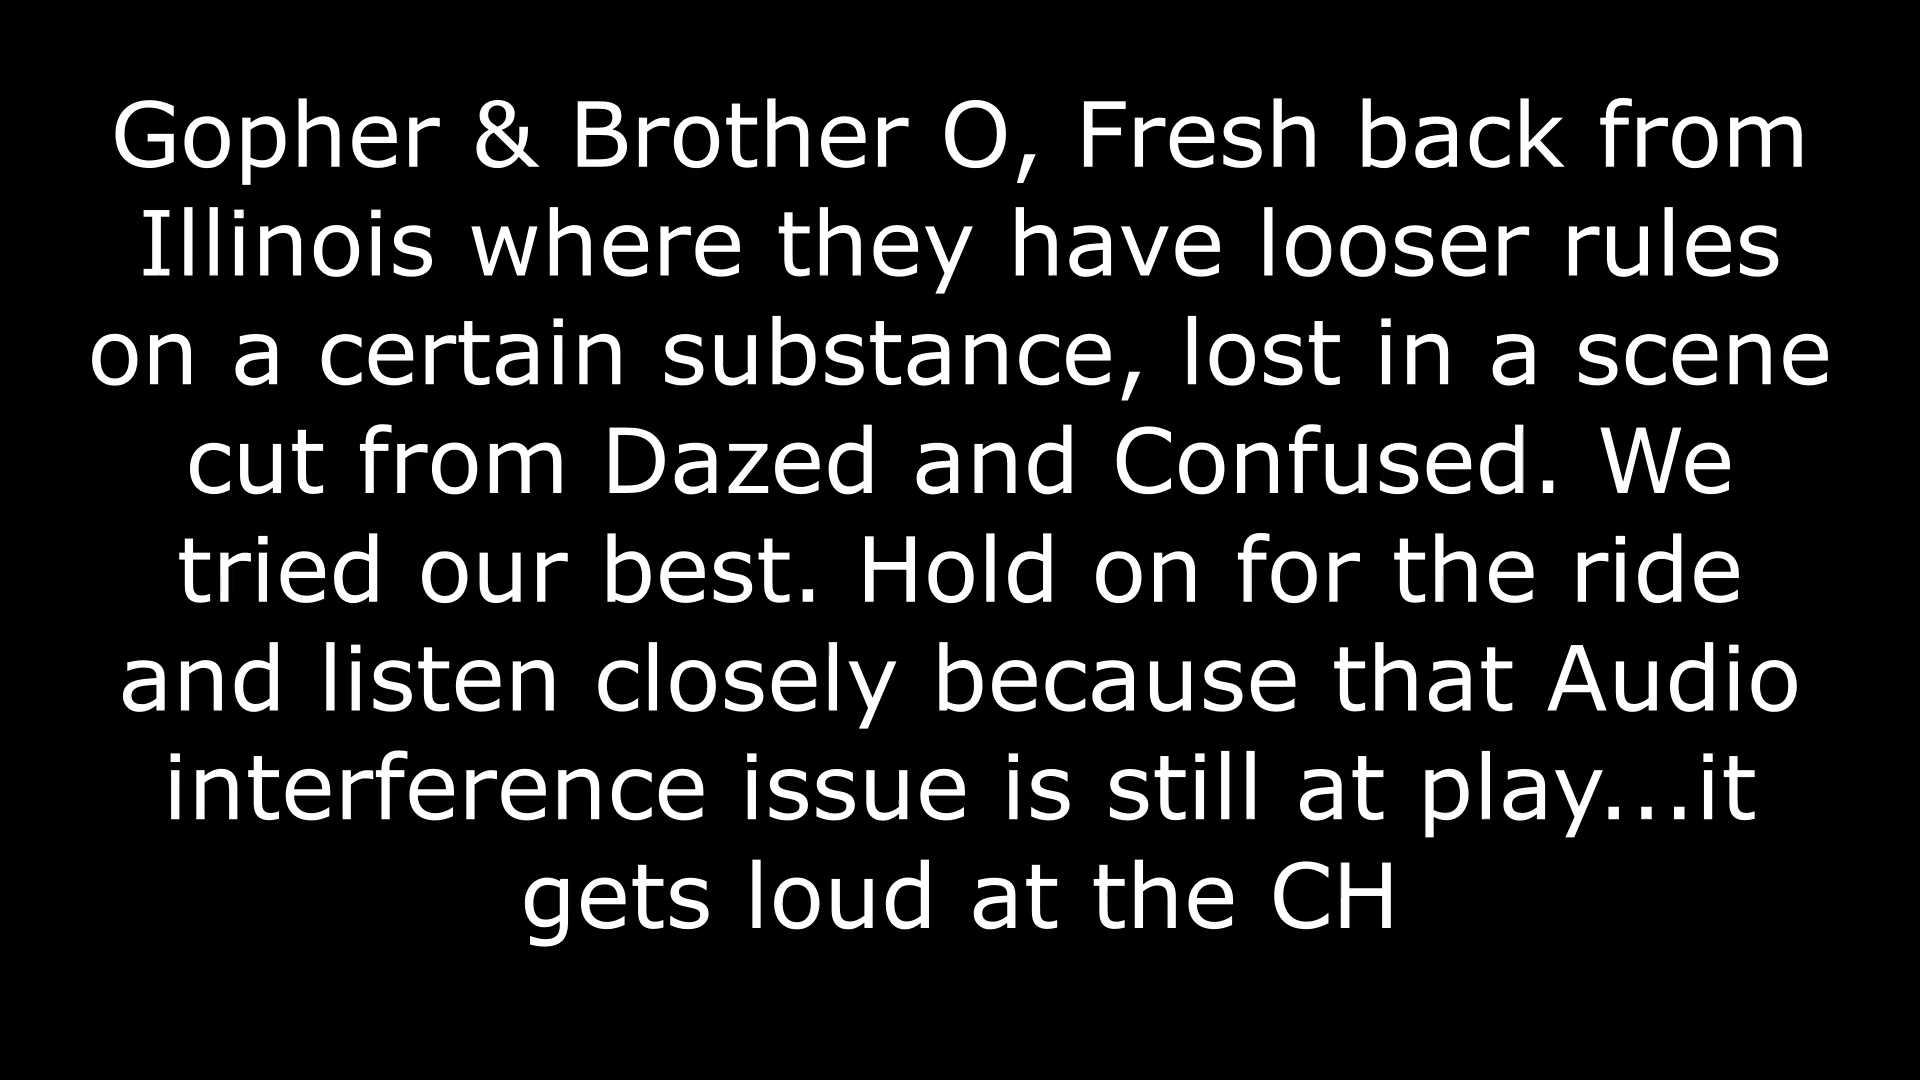 Gopher & Brother O, Fresh back from
Illinois where they have looser rules
on a certain substance, lost in a scene
cut from Dazed and Confused. We
tried our best. Hold on for the ride
and listen closely because that Audio
interference issue is still at play...it
gets loud at the CH